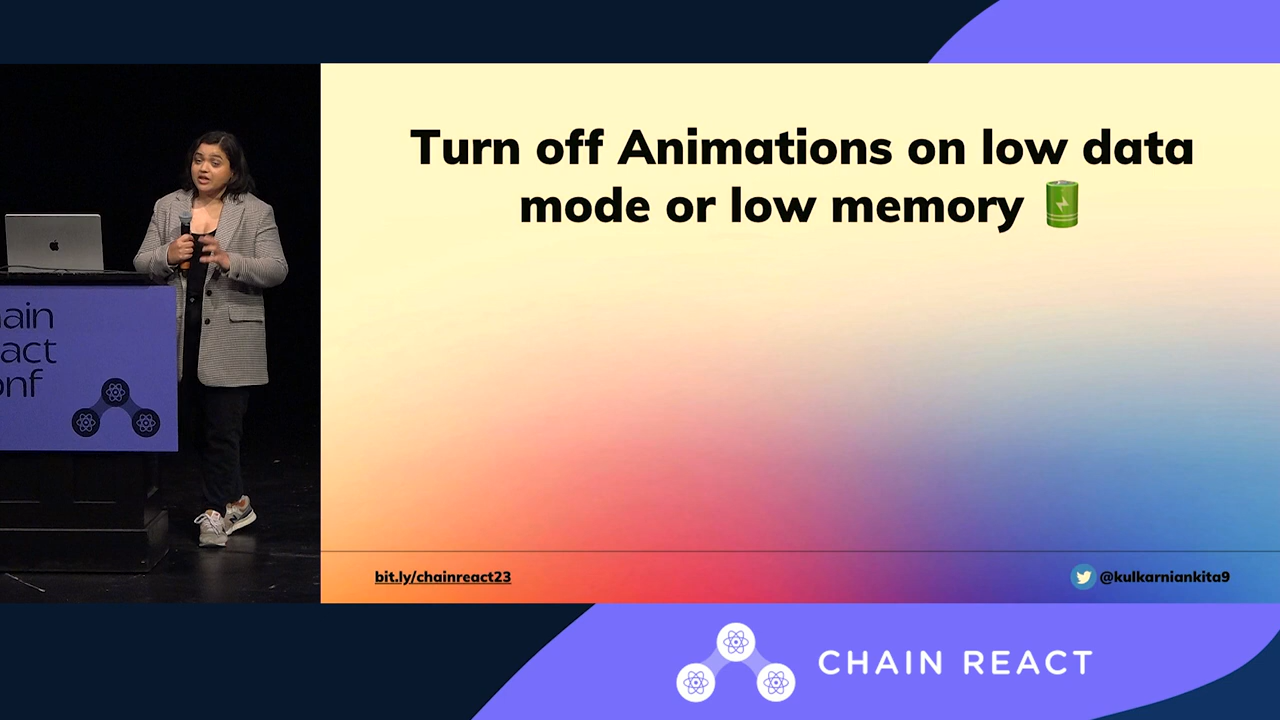 Turn off Animations on low data
mode or low memory
bit.ly/chainreact23
@kulkarniankita9
ain
act
onf
CHAIN REACT